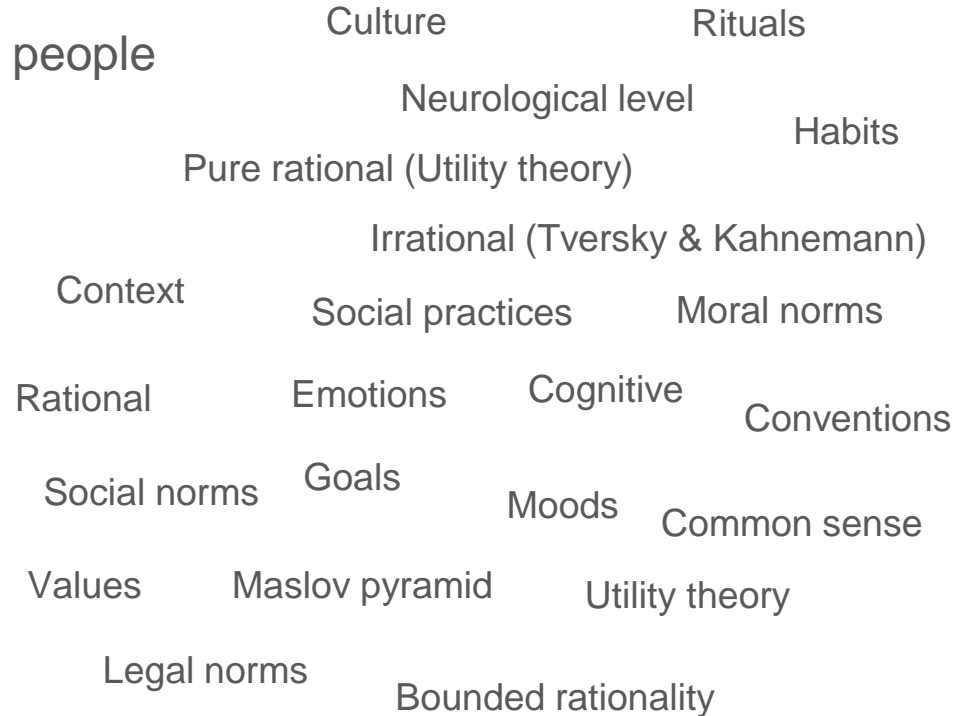 Culture
Rituals
people
Neurological level
Habits
Pure rational (Utility theory)
Irrational (Tversky & Kahnemann)
Context
Social practices
Moral norms
Rational
Emotions
Cognitive
Conventions
Social norms
Goals
Moods
Common sense
Values
Maslov pyramid
Utility theory
Legal norms
Bounded rationality